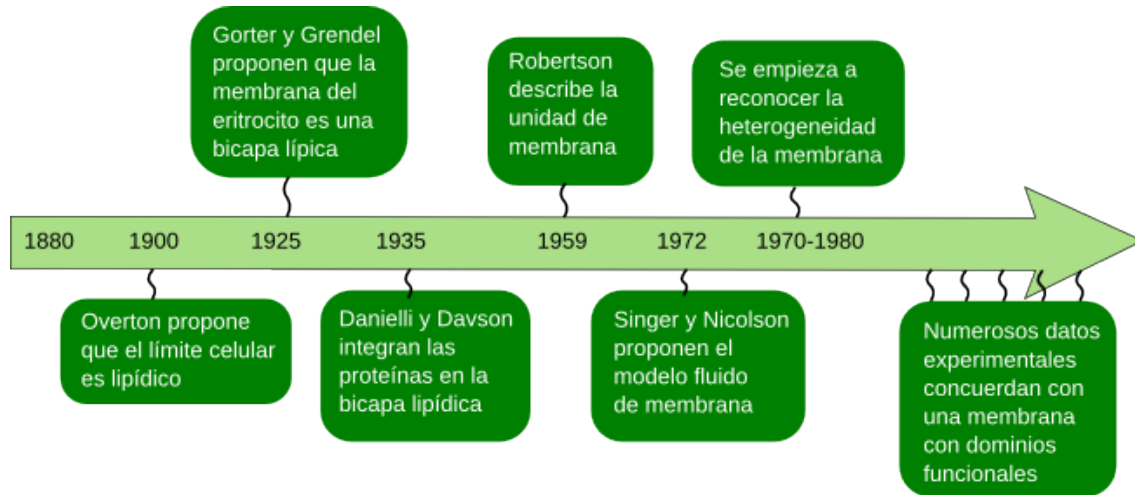 Gorter y Grendel
proponen que la
membrana del
eritrocito es una
bicapa lípica
Robertson
describe la
unidad de
membrana
Se empieza a
reconocer la
heterogeneidad
de la membrana
1880 1900 1925 1935 1959 1972 1970-1980
Overton propone
que el límite celular
es lipídico
Danielli y Davson
integran las
proteínas en la
bicapa lipídica
Singer y Nicolson
proponen el
modelo fluido
de membrana
Numerosos datos
experimentales
concuerdan con
una membrana
con dominios
funcionales